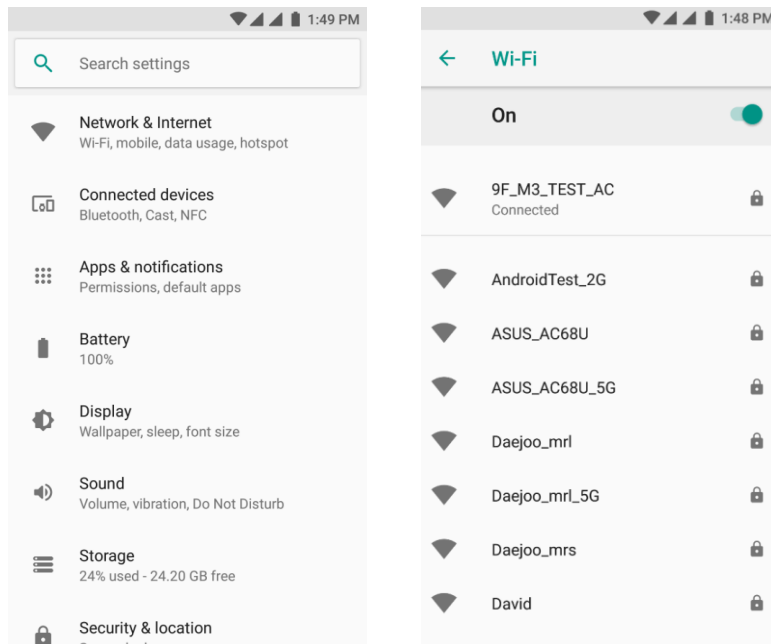 1:49 PM
Search settings
Network & Internet
Wi-Fi, mobile, data usage, hotspot
Connected devices
Bluetooth, Cast, NFC
Apps & notifications
Permissions, default apps
Battery
100%
Display
Wallpaper, sleep, font size
Sound
Volume, vibration, Do Not Disturb
Storage
24% used - 24.20 GB free
Security & location
1:48 PM
Wi-Fi
On
9F_M3_TEST_AC
Connected
AndroidTest_2G
ASUS_AC68U
ASUS_AC68U_5G
Daejoo_mrl
Daejoo_mrl_5G
Daejoo_mrs
David